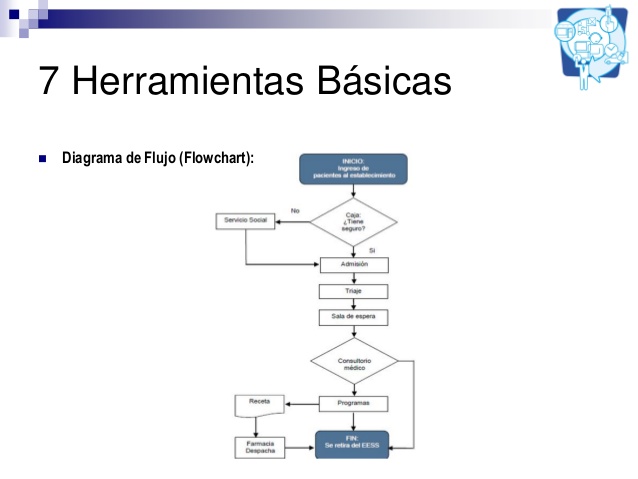 7 Herramientas Básicas
Diagrama de Flujo (Flowchart):
INICIO:
Ingreso de
pacientes al establecimiento
No
Caja:
¿Tiene
seguro?
Servicio Social
Si
Admisión
Triaje
Sala de espera
Consultorio
médico
Receta
Programas
Farmacia
Despacha
FIN:
Se retira del EESS